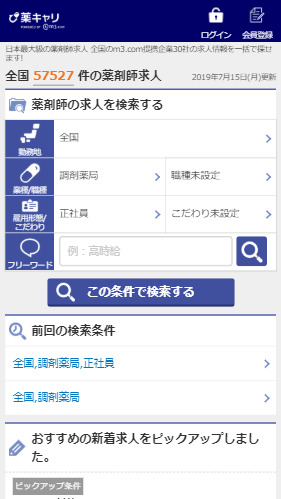 薬キャリ
POWERED BY m3.com
ログイン
会員登録
日本最大級の薬剤師求人 全国のm3.com提携企業30社の求人情報を一括で探せ
ます!
全国 57527 件の薬剤師求人
2019年7月15日(月)更新
薬剤師の求人を検索する
勤務地
全国
業種/職種
調剤薬局
職種未設定
雇用形態/
こだわり
正社員
こだわり未設定
フリーワード
例：高時給
この条件で検索する
前回の検索条件
全国,調剤薬局,正社員
全国,調剤薬局
おすすめの新着求人をピックアップしまし
た。
ピックアップ条件